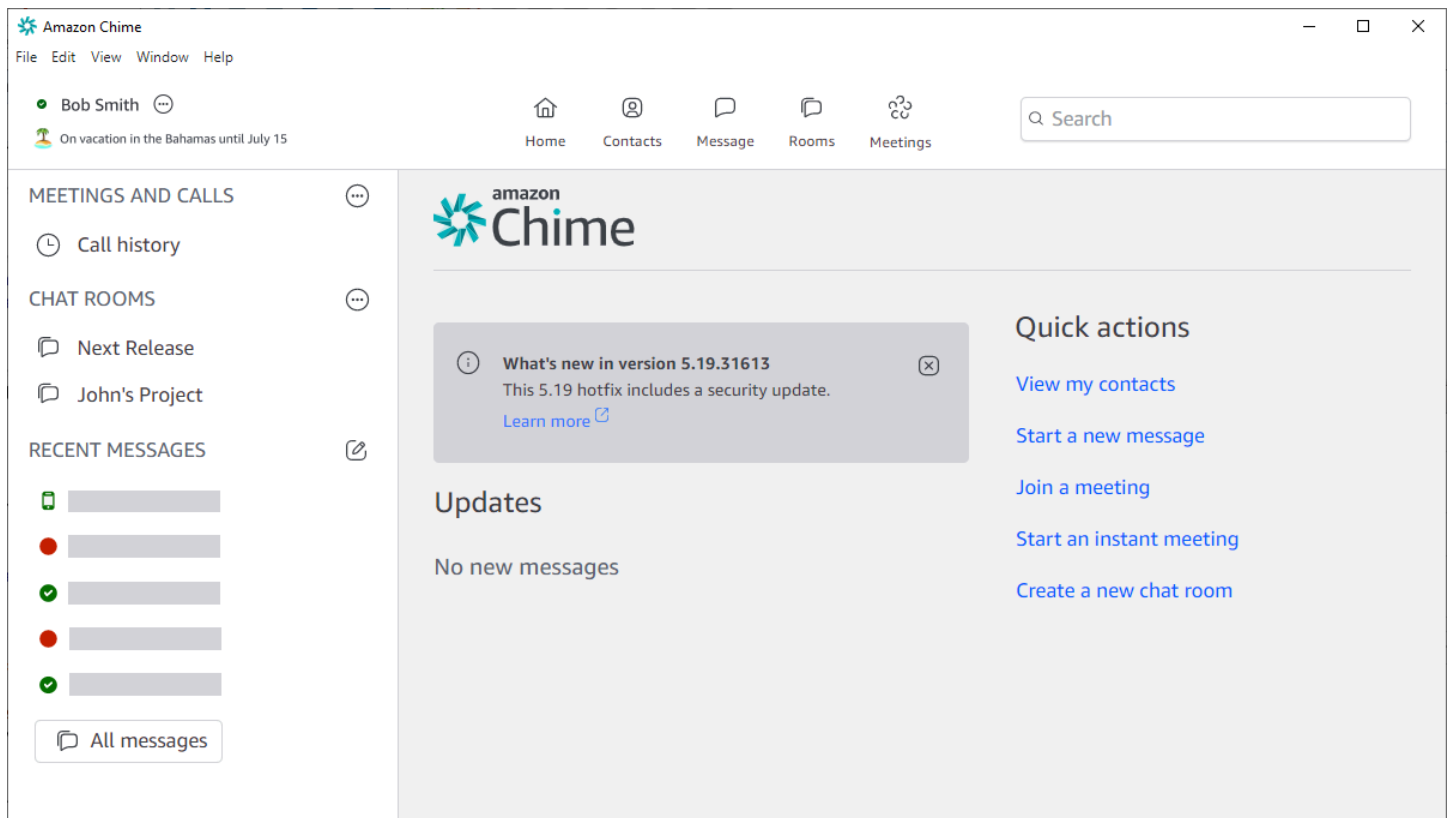 Amazon Chime
File Edit View Window Help
Bob Smith
On vacation in the Bahamas until July 15
Home Contacts Message Rooms Meetings
Search
MEETINGS AND CALLS
Call history
CHAT ROOMS
Next Release
John's Project
RECENT MESSAGES
All messages
amazon
Chime
What's new in version 5.19.31613
This 5.19 hotfix includes a security update.
Learn more
Updates
No new messages
Quick actions
View my contacts
Start a new message
Join a meeting
Start an instant meeting
Create a new chat room